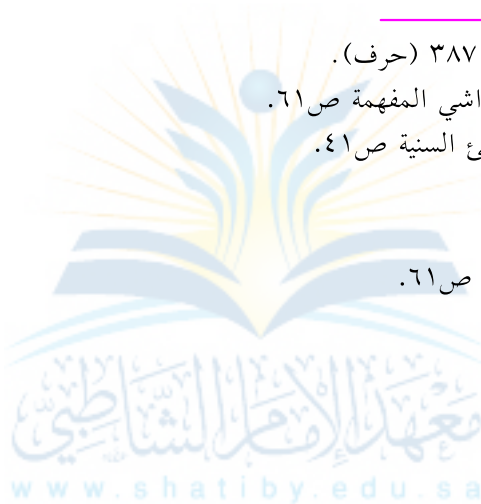 ٣٨٧ (حرف).
اشي المفهمة ص٦١.
ئ السنية ص٤١.
ص٦١.
معهد الإمام الشاطبي
www.shatiby.edu.sa